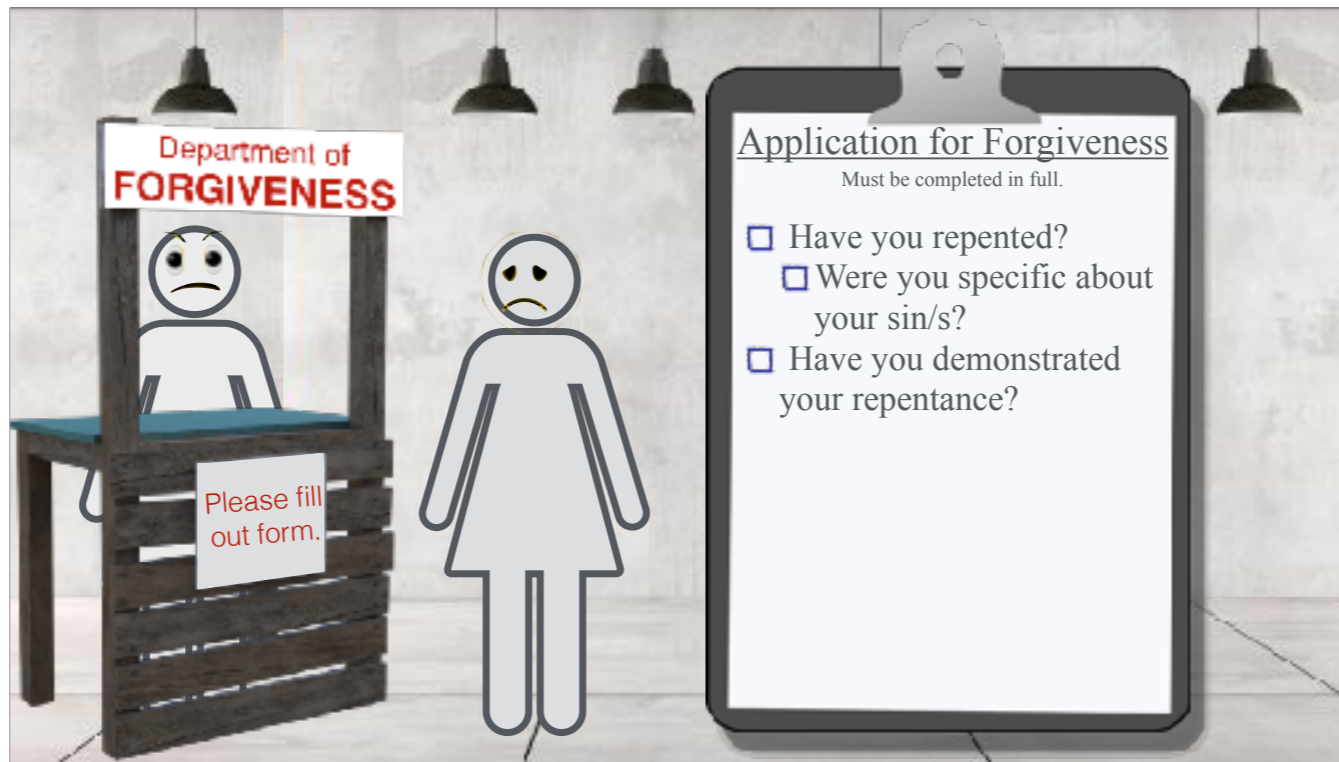 Department of
FORGIVENESS
Please fill
out form.
Application for Forgiveness
Must be completed in full.
Have you repented?
Were you specific about
your sin/s?
Have you demonstrated
your repentance?